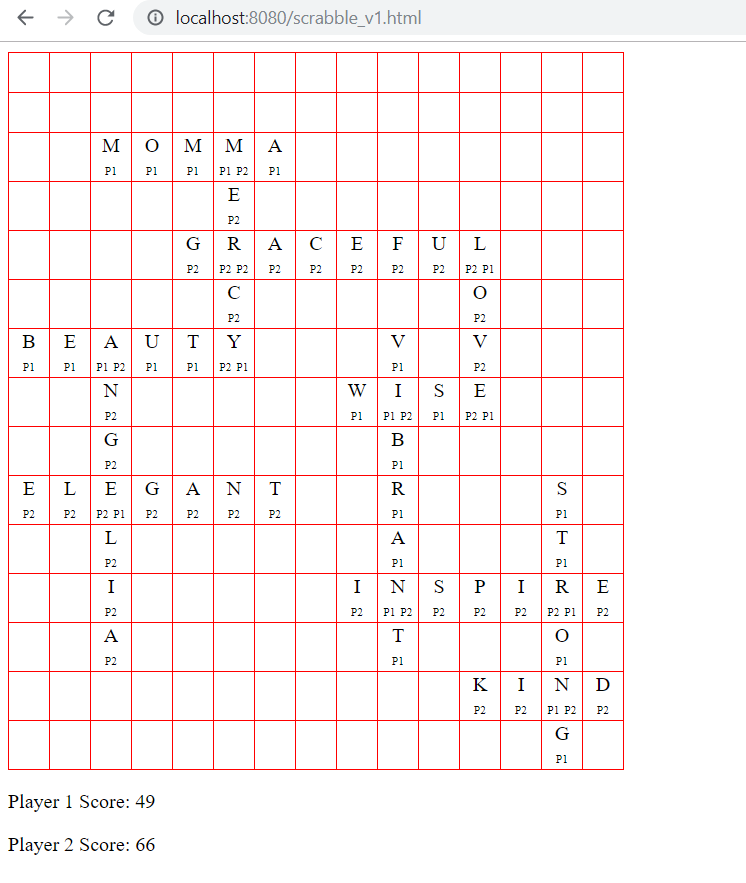 localhost:8080/scrabble_v1.html
M O M M A
P1 P1 P1 P1 P2 P1
E
P2
G R A C E F U L
P2 P2 P2 P2 P2 P2 P2 P2 P2 P1
C O
P2 P2
B E A U T Y V V
P1 P1 P1 P2 P1 P1 P2 P1 P1 P2
N W I S E
P2 P1 P1 P2 P1 P2 P1
G B
P2 P1
E L E G A N T R S
P2 P2 P2 P1 P2 P2 P2 P2 P1 P1
L A T
P2 P1 P1
I I N S P I R E
P2 P2 P1 P2 P2 P2 P2 P2 P1 P2
A T O
P2 P1 P1
K I N D
P2 P2 P1 P2 P2
G
P1
Player 1 Score: 49
Player 2 Score: 66